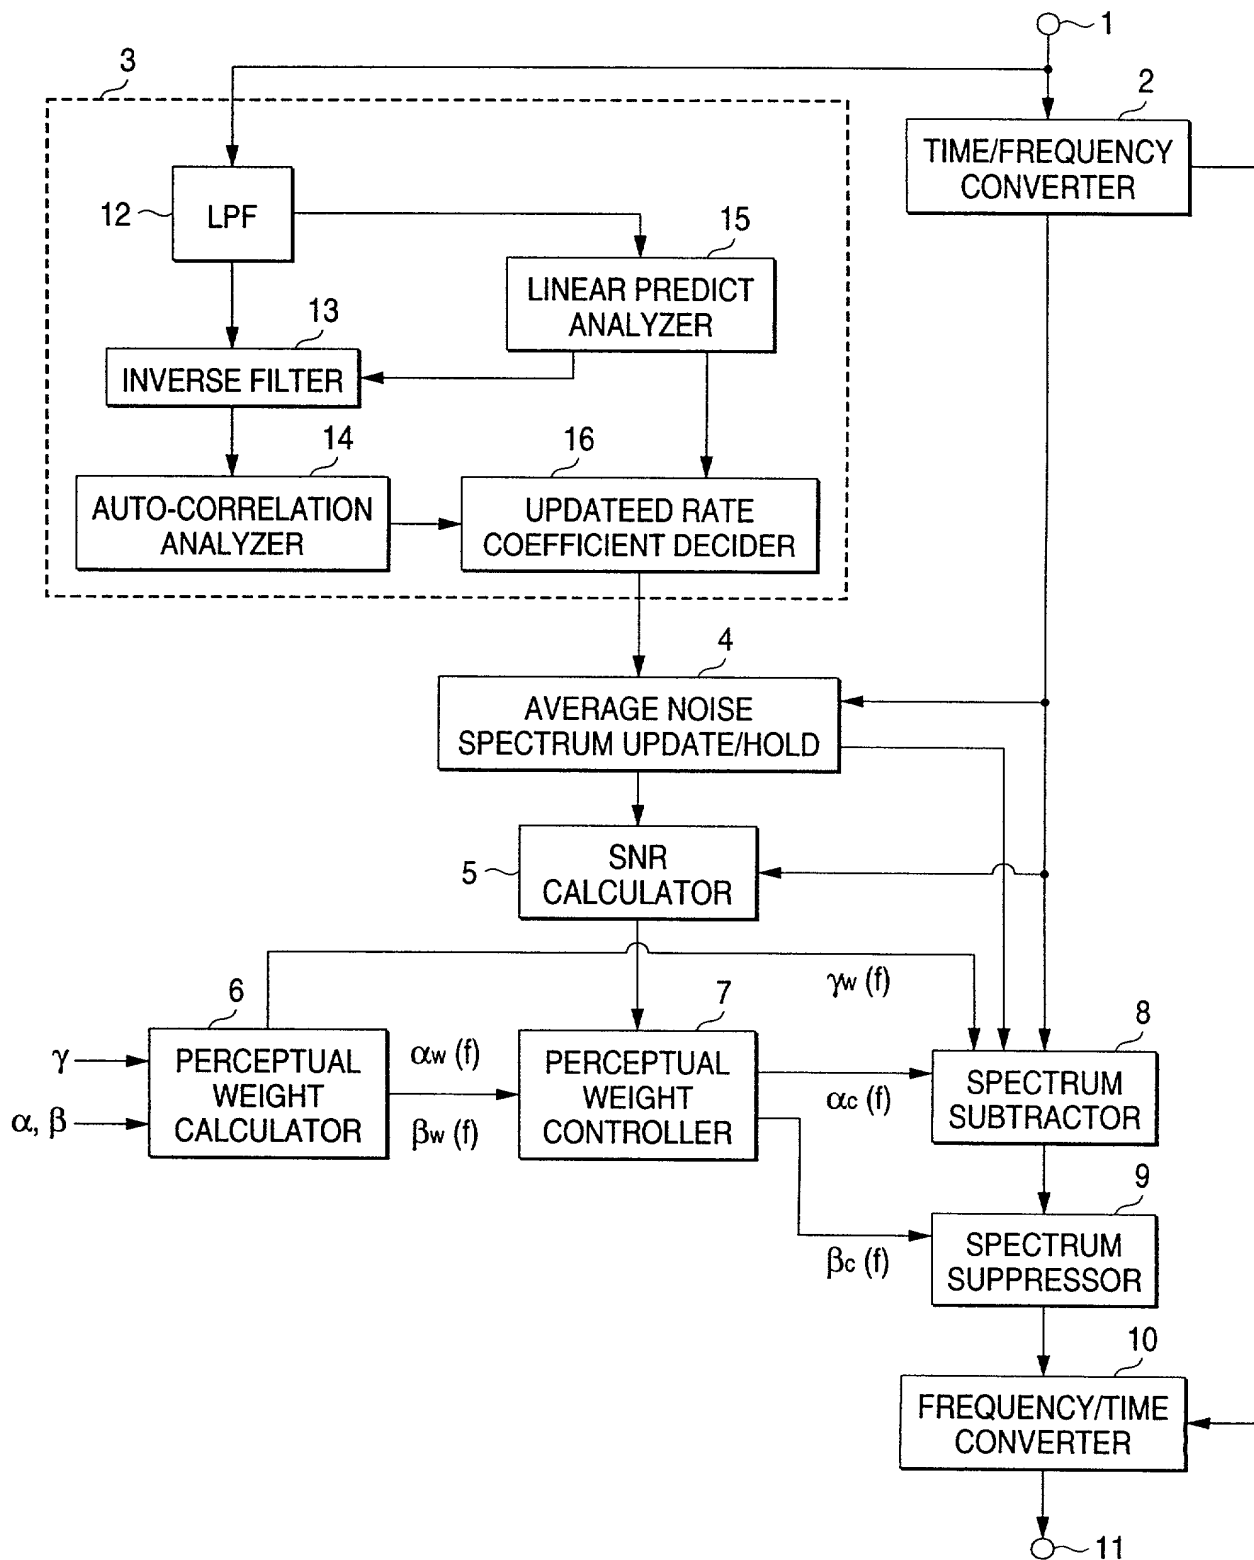 1
3
2
TIME/FREQUENCY
CONVERTER
12
LPF
15
LINEAR PREDICT
ANALYZER
13
INVERSE FILTER
14
AUTO-CORRELATION
ANALYZER
16
UPDATEED RATE
COEFFICIENT DECIDER
4
AVERAGE NOISE
SPECTRUM UPDATE/HOLD
5
SNR
CALCULATOR
γw (f)
6
PERCEPTUAL
WEIGHT
CALCULATOR
γ
α, β
αw (f)
βw (f)
7
PERCEPTUAL
WEIGHT
CONTROLLER
αc (f)
βc (f)
8
SPECTRUM
SUBTRACTOR
9
SPECTRUM
SUPPRESSOR
10
FREQUENCY/TIME
CONVERTER
11